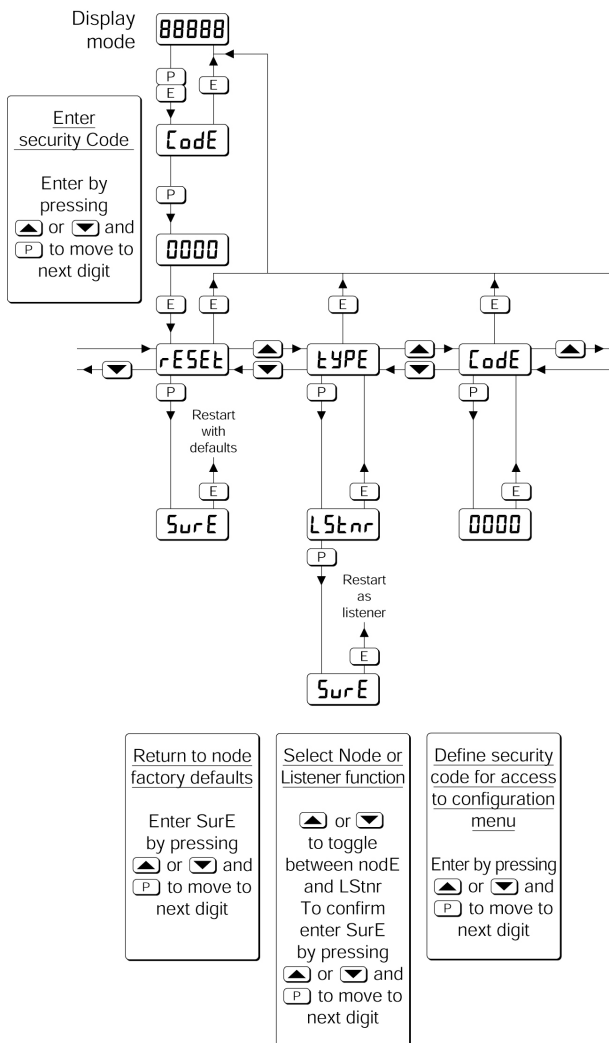 Display
mode
88888
P
E
E
Enter
security Code
Enter by
pressing
or and
P to move to
next digit
CodE
P
0000
E E E E
rESEt tYPE CodE
P P P
Restart
with
defaults
E E E
SurE LStnr 0000
P
Restart
as
listener
E
SurE
Return to node
factory defaults
Enter SurE
by pressing
or and
P to move to
next digit
Select Node or
Listener function
or
to toggle
between nodE
and LStnr
To confirm
enter SurE
by pressing
or and
P to move to
next digit
Define security
code for access
to configuration
menu
Enter by pressing
or and
P to move to
next digit